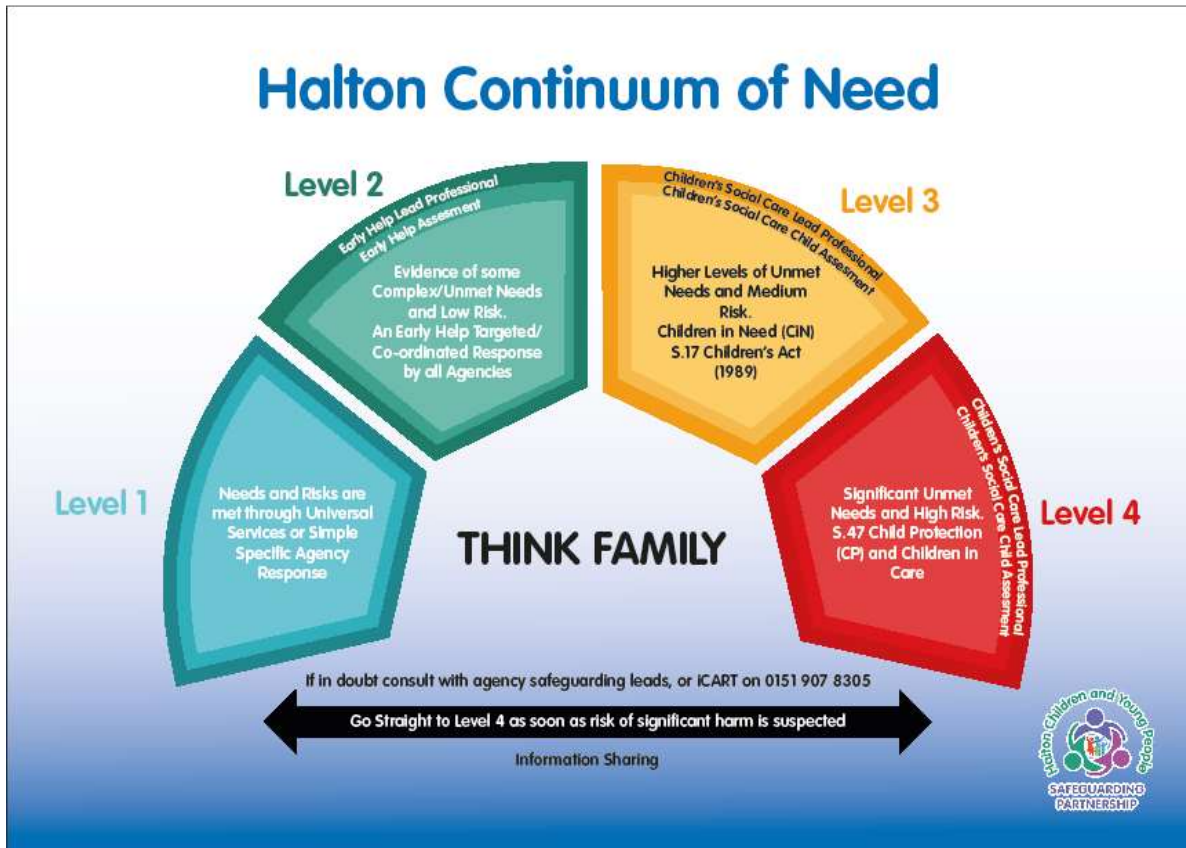 Halton Continuum of Need
Level 1
Needs and Risks are
met through Universal
Services or Simple
Specific Agency
Response
Level 2
Early Help Lead Professional
Early Help Assesment
Evidence of some
Complex/Unmet Needs
and Low Risk.
An Early Help Targeted/
Co-ordinated Response
by all Agencies
Level 3
Children's Social Care Lead Professional
Children's Social Care Child Assesment
Higher Levels of Unmet
Needs and Medium
Risk.
Children in Need (CiN)
S.17 Children's Act
(1989)
Level 4
Children's Social Care Lead Professional
Children's Social Care Child Assesment
Significant Unmet
Needs and High Risk.
S.47 Child Protection
(CP) and Children in
Care
THINK FAMILY
If in doubt consult with agency safeguarding leads, or iCART on 0151 907 8305
Go Straight to Level 4 as soon as risk of significant harm is suspected
Information Sharing
Halton Children and Young People
SAFEGUARDING
PARTNERSHIP